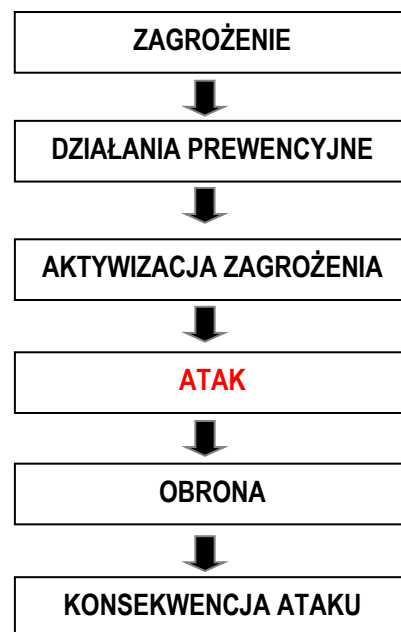 ZAGROŻENIE
DZIAŁANIA PREWENCYJNE
AKTYWIZACJA ZAGROŻENIA
ATAK
OBRONA
KONSEKWENCJA ATAKU